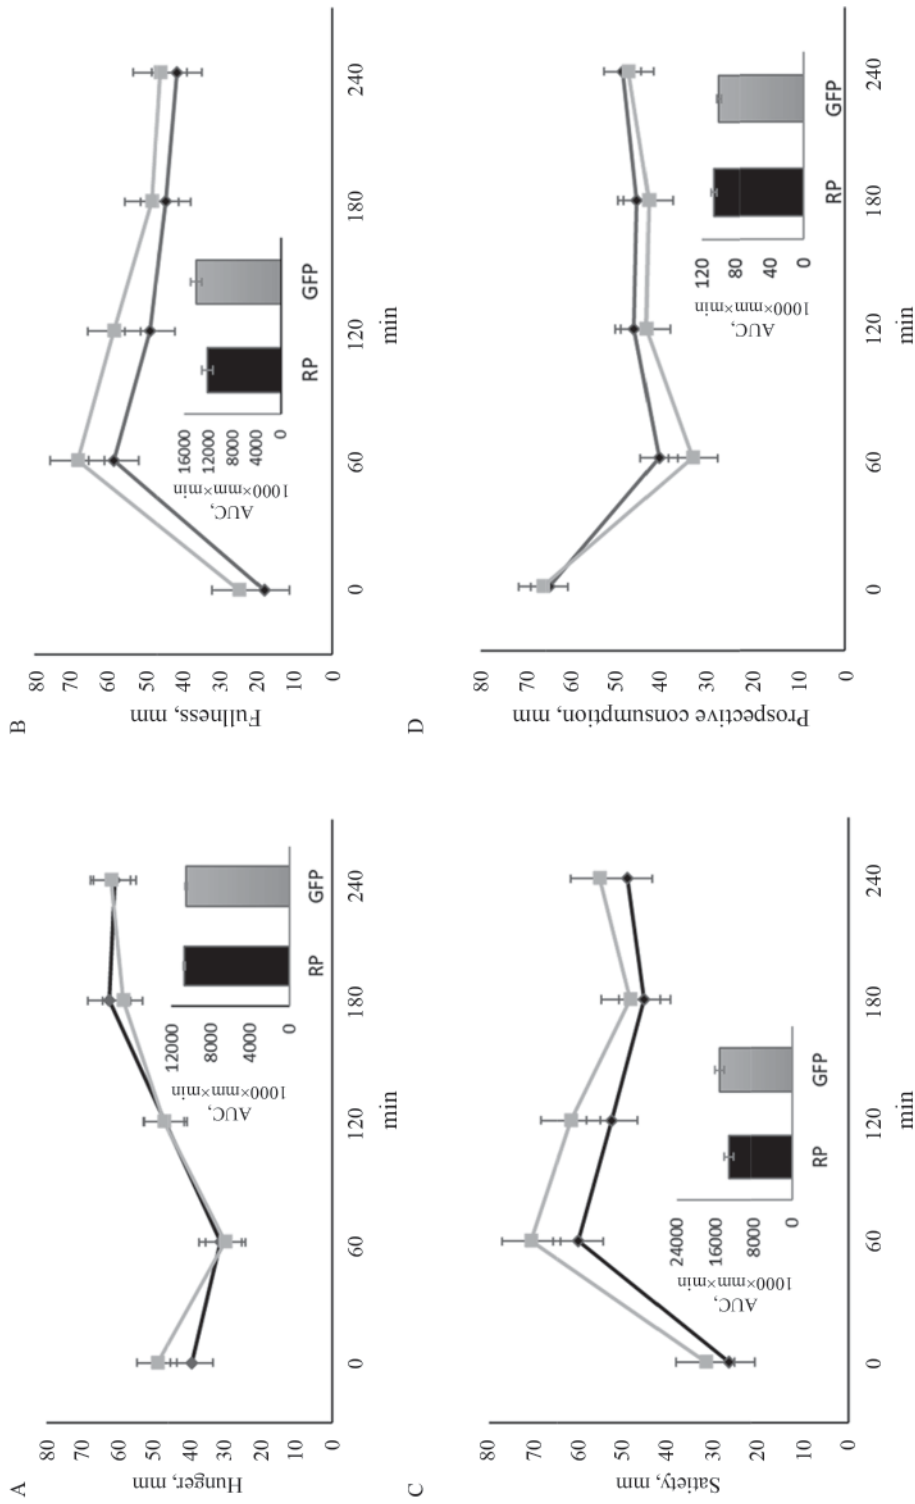 A
Hunger, mm
80
70
60
50
40
30
20
10
0
0
60
120
180
240
min
AUC,
1000×mm×min
12000
8000
4000
0
RP
GFP
B
Fullness, mm
80
70
60
50
40
30
20
10
0
0
60
120
180
240
min
AUC,
1000×mm×min
16000
12000
8000
4000
0
RP
GFP
C
Satiety, mm
80
70
60
50
40
30
20
10
0
0
60
120
180
240
min
AUC,
1000×mm×min
24000
16000
8000
0
RP
GFP
D
Prospective consumption, mm
80
70
60
50
40
30
20
10
0
0
60
120
180
240
min
AUC,
1000×mm×min
120
80
40
0
RP
GFP